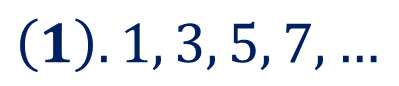 (1). 1, 3, 5, 7, ...